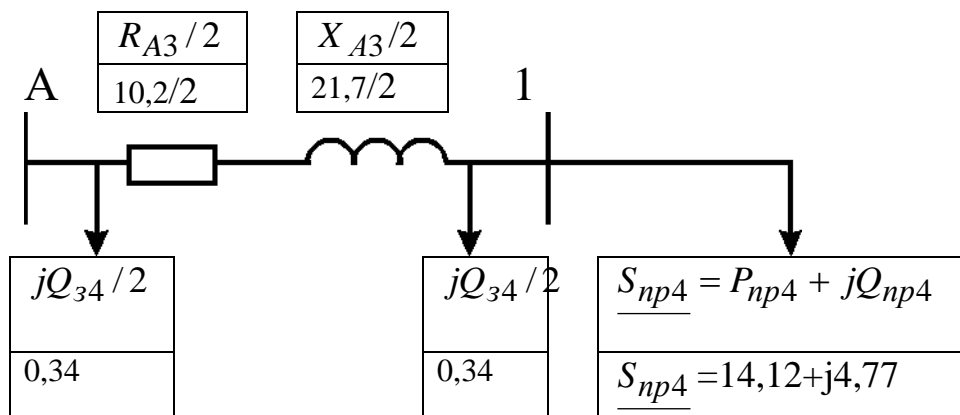 R_A3 / 2
X_A3 / 2
A
10,2/2
21,7/2
1
jQ_з4 / 2
jQ_з4 / 2
S_np4 = P_np4 + jQ_np4
0,34
0,34
S_np4 =14,12+j4,77